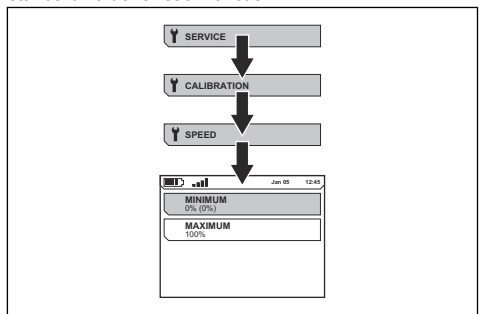 SERVICE
CALIBRATION
SPEED
Jan 05 12:45
MINIMUM
0% (0%)
MAXIMUM
100%